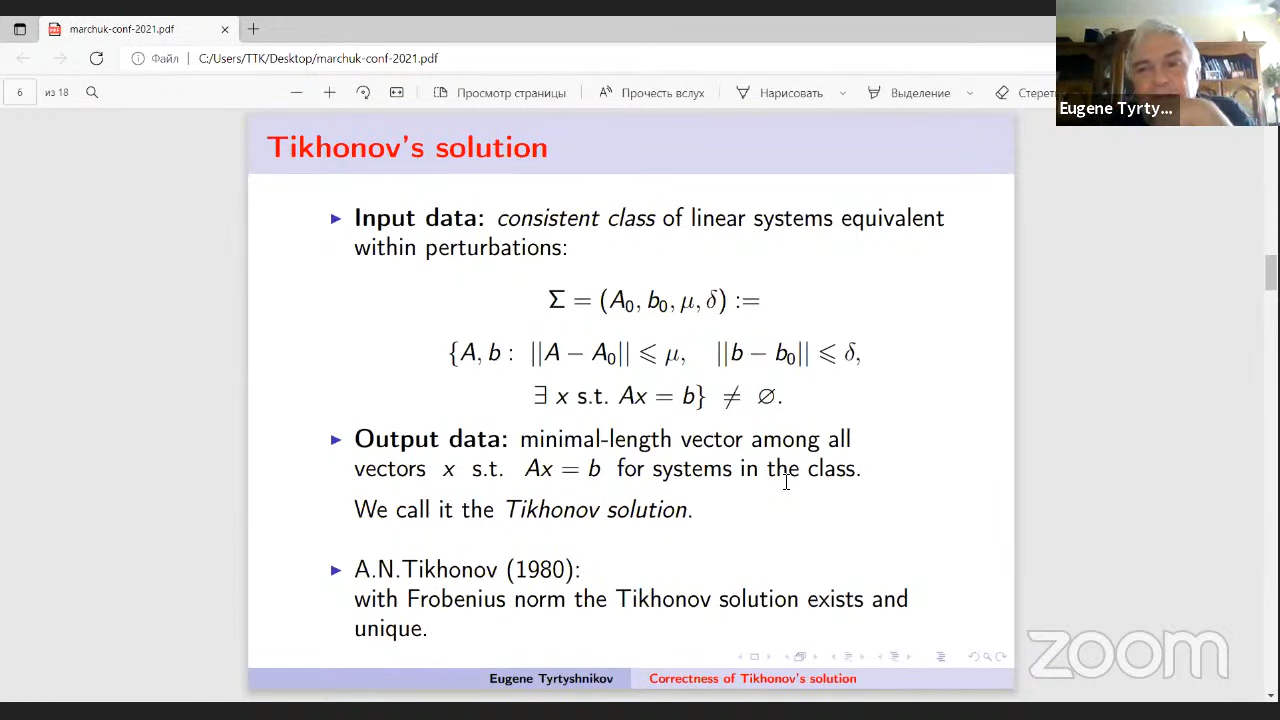 marchuk-conf-2021.pdf
Файл C:/Users/TTK/Desktop/marchuk-conf-2021.pdf
6 из 18 Просмотр страницы Прочесть вслух Нарисовать Выделение
Eugene Tyrty...
Tikhonov's solution
Input data: consistent class of linear systems equivalent
within perturbations:
Σ = (A₀, b₀, μ, δ) :=
{A, b : ||A − A₀|| ⩽ μ, ||b − b₀|| ⩽ δ,
∃ x s.t. Ax = b} ≠ ∅.
Output data: minimal-length vector among all
vectors x s.t. Ax = b for systems in the class.
We call it the Tikhonov solution.
A.N.Tikhonov (1980):
with Frobenius norm the Tikhonov solution exists and
unique.
Eugene Tyrtyshnikov Correctness of Tikhonov's solution
zoom